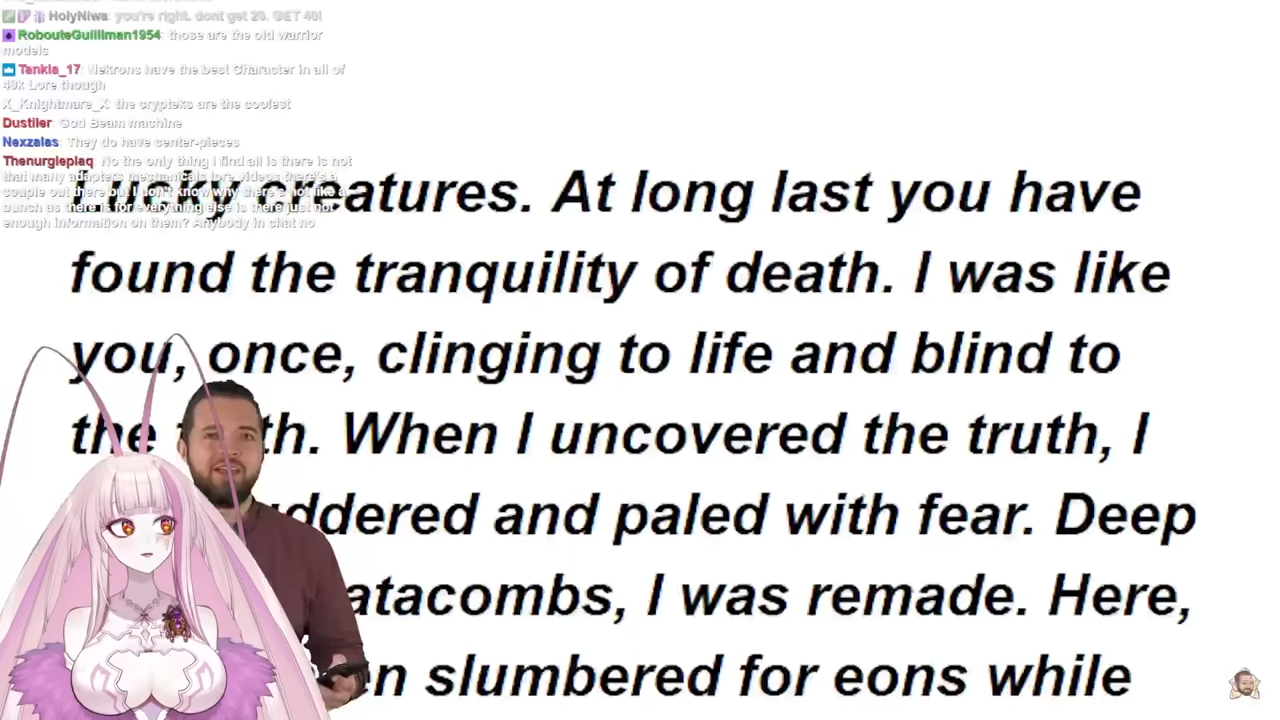 HolyNiwa: you're right. dont get 20. GET 40!
RobouteGuilliman1954: those are the old warrior
models
Tankia_17: Nekrons have the best Character in all of
40k Lore though
X_Knightmare_X: the crypteks are the coolest
Dustiler: God Beam machine
Nexzalas: They do have center-pieces
Thenurgleplaq: No the only thing i find all is there is not
that many adapters mechanicals lore videos there's a
couple out there but I don't know why there's not like a
bunch as there is for everything else is there just not
enough information on them? Anybody in chat no
eatures. At long last you have
found the tranquility of death. I was like
you, once, clinging to life and blind to
the th. When I uncovered the truth, I
uddered and paled with fear. Deep
atacombs, I was remade. Here,
en slumbered for eons while